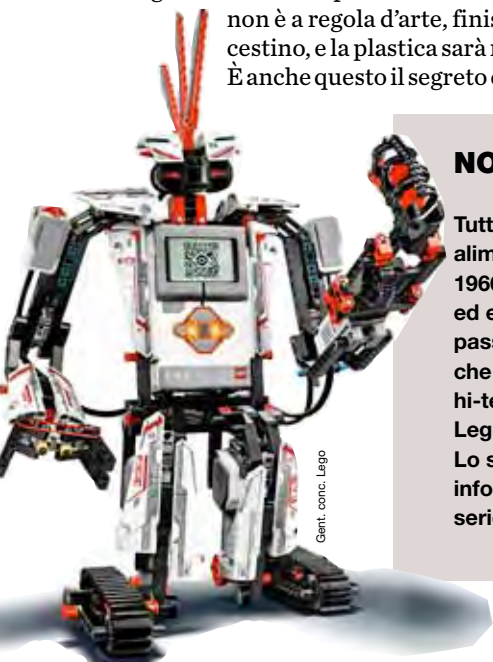 non è a regola d'arte, finis
cestino, e la plastica sarà
È anche questo il segreto
NO
Tutt
alim
1960
ed e
pass
che
hi-te
Leg
Lo s
info
serie
Gent. conc. Lego